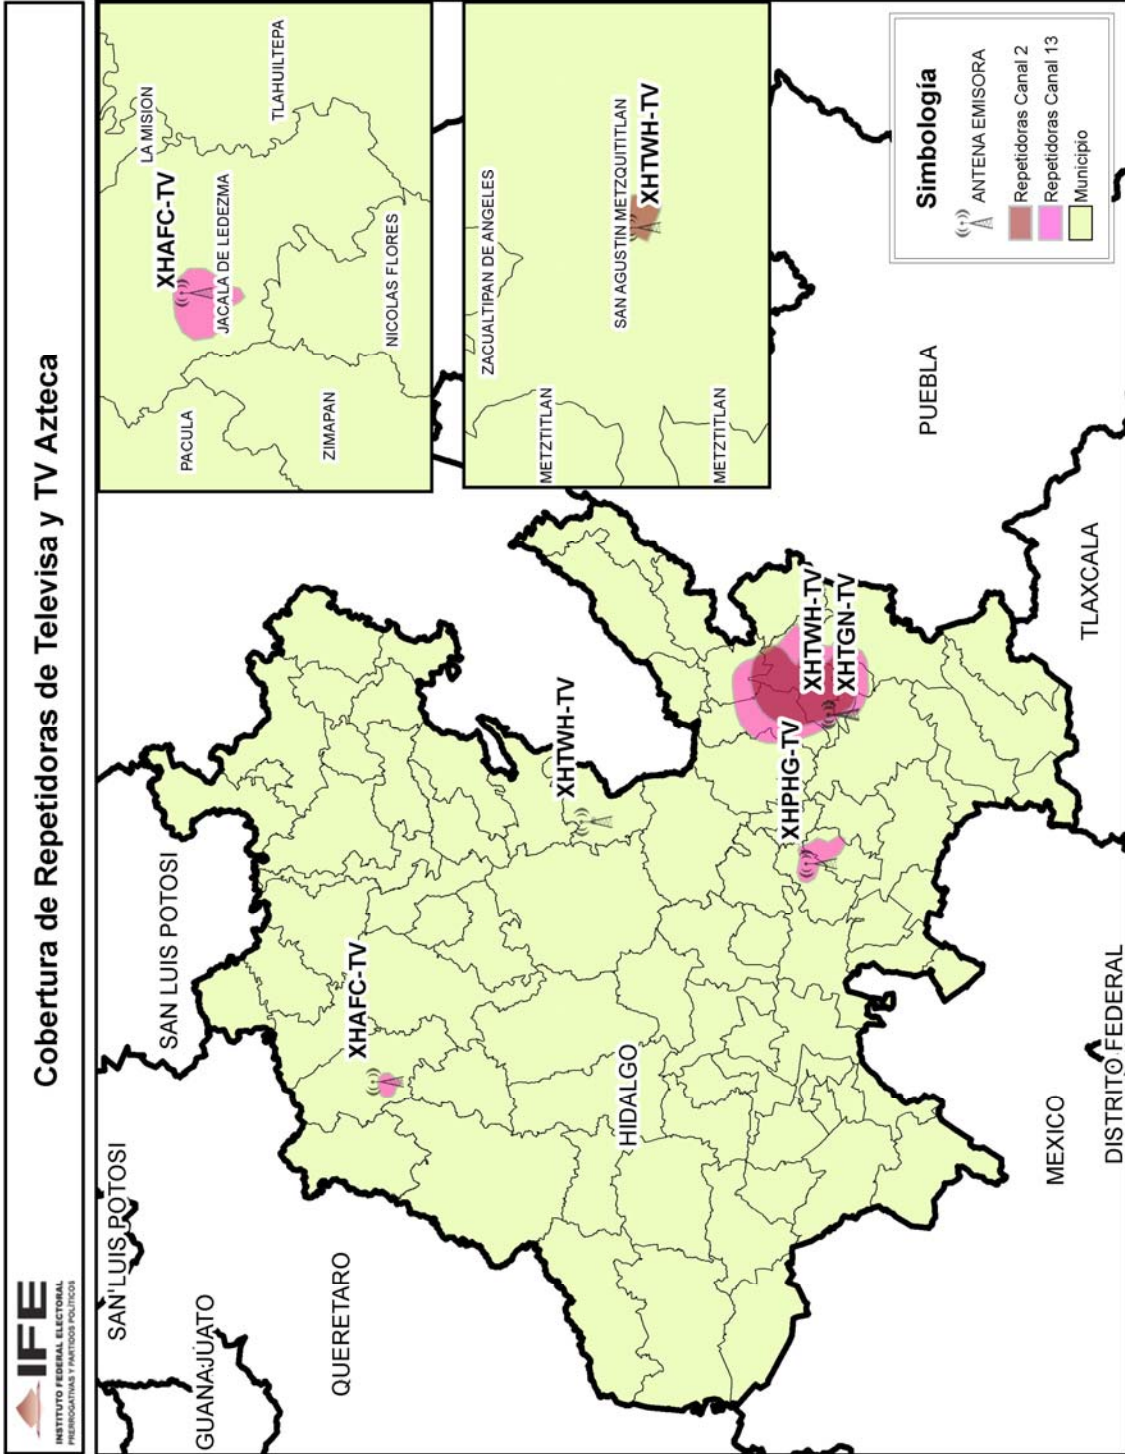 IFE
INSTITUTO FEDERAL ELECTORAL
PRERROGATIVAS Y PARTIDOS POLÍTICOS
Cobertura de Repetidoras de Televisa y TV Azteca
SAN LUIS POTOSI
SAN LUIS POTOSI
GUANAJUATO
QUERETARO
XHAFC-TV
XHTWH-TV
HIDALGO
XHPHG-TV
XHTWH-TV
XHTGN-TV
MEXICO
DISTRITO FEDERAL
TLAXCALA
PUEBLA
LA MISION
XHAFC-TV
PACULA
JACALA DE LEDEZMA
TLAHUILTEPA
ZIMAPAN
NICOLAS FLORES
ZACUALTIPAN DE ANGELES
METZTITLAN
SAN AGUSTIN METZQUITITLAN
XHTWH-TV
METZTITLAN
Simbología
ANTENA EMISORA
Repetidoras Canal 2
Repetidoras Canal 13
Municipio